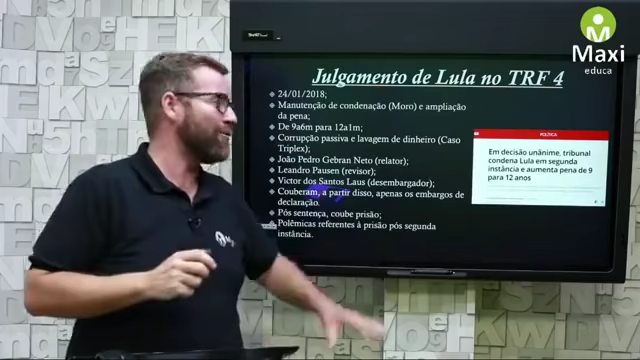 Maxi
educa
Julgamento de Lula no TRF 4
24/01/2018;
Manutenção de condenação (Moro) e ampliação
da pena;
De 9a6m para 12a1m;
Corrupção passiva e lavagem de dinheiro (Caso
Triplex);
João Pedro Gebran Neto (relator);
Leandro Pausen (revisor);
Victor dos Santos Laus (desembargador);
Couberam, a partir disso, apenas os embargos de
declaração.
Pós sentença, coube prisão;
Polêmicas referentes à prisão pós segunda
instância.
POLÍTICA
Em decisão unânime, tribunal
condena Lula em segunda
instância e aumenta pena de 9
para 12 anos